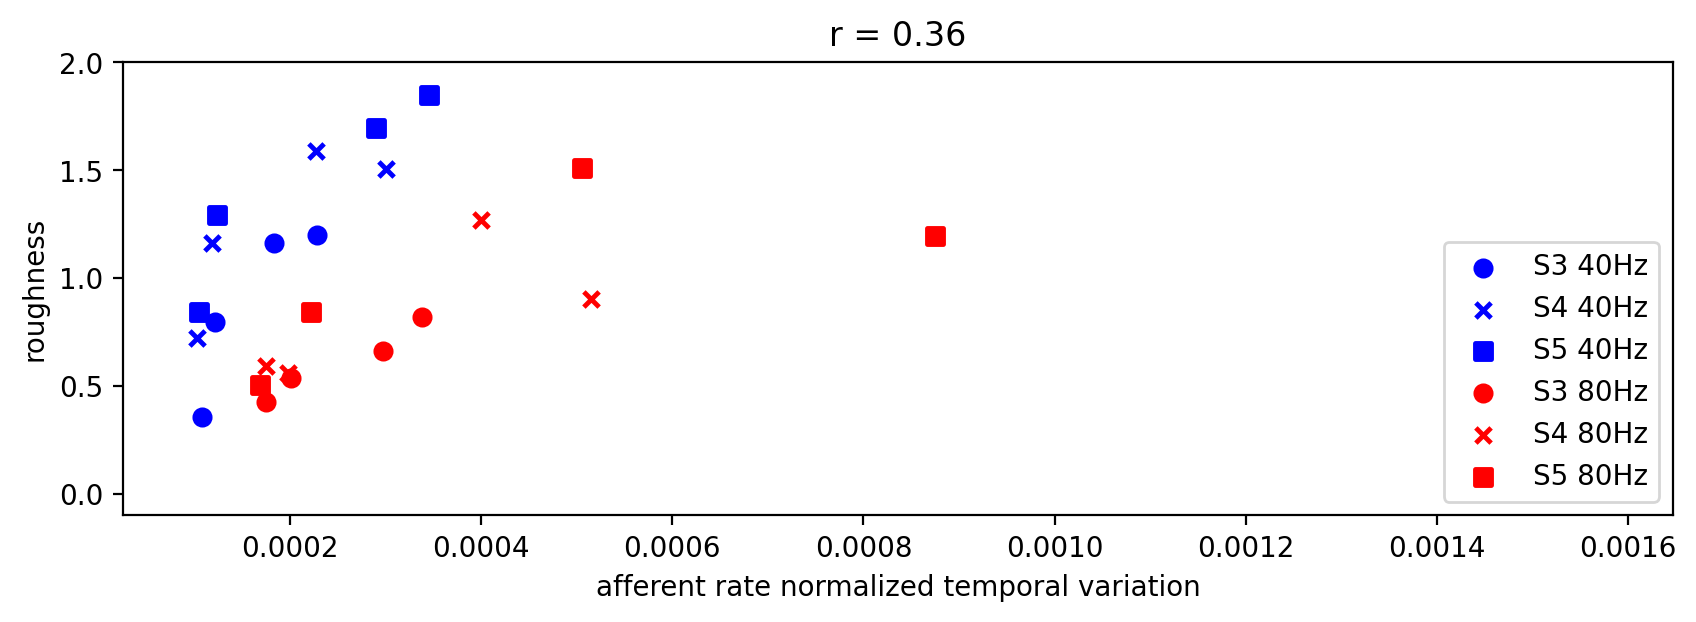 r = 0.36
2.0
1.5
1.0
0.5
0.0
roughness
0.0002 0.0004 0.0006 0.0008 0.0010 0.0012 0.0014 0.0016
afferent rate normalized temporal variation
S3 40Hz
S4 40Hz
S5 40Hz
S3 80Hz
S4 80Hz
S5 80Hz